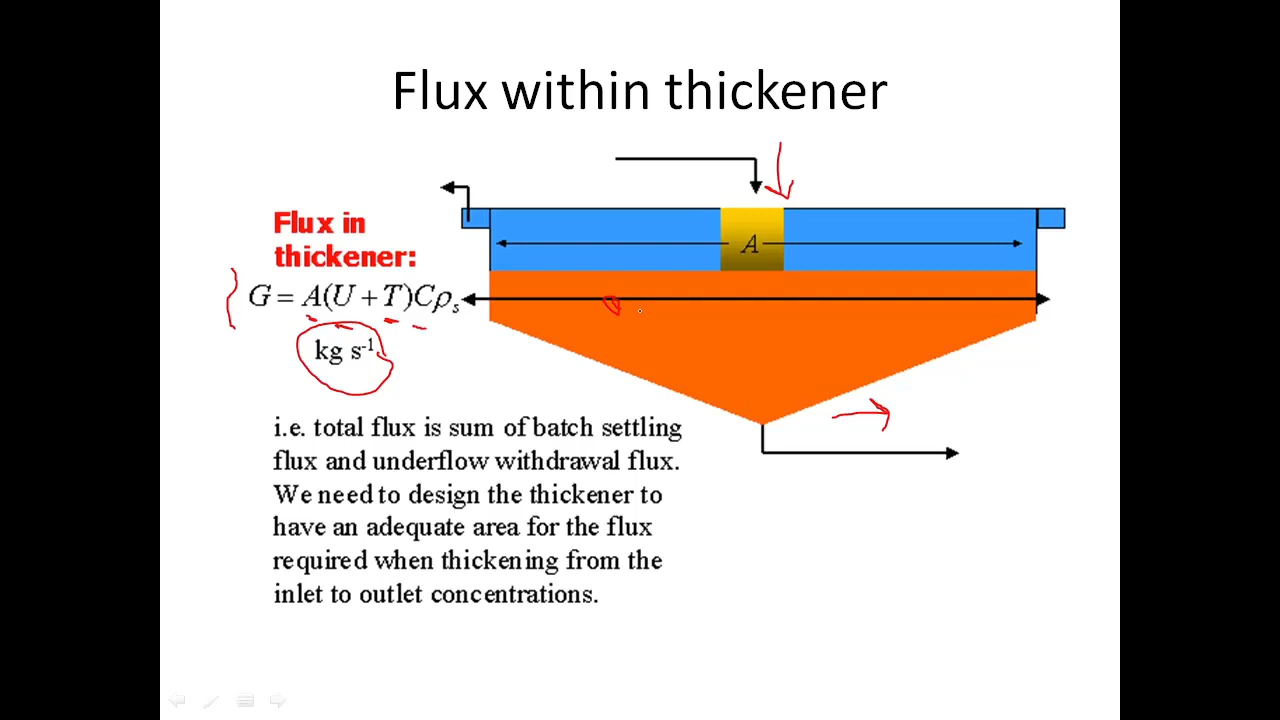 Flux within thickener
Flux in
thickener:
G = A(U + T)Cρₛ
kg s⁻¹
A
i.e. total flux is sum of batch settling
flux and underflow withdrawal flux.
We need to design the thickener to
have an adequate area for the flux
required when thickening from the
inlet to outlet concentrations.